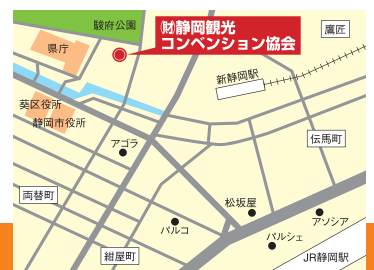 駿府公園
㈶静岡観光
コンベンション協会
鷹匠
県庁
新静岡駅
葵区役所
静岡市役所
アゴラ
伝馬町
両替町
松坂屋
パルコ
アソシア
パルシェ
紺屋町
JR静岡駅